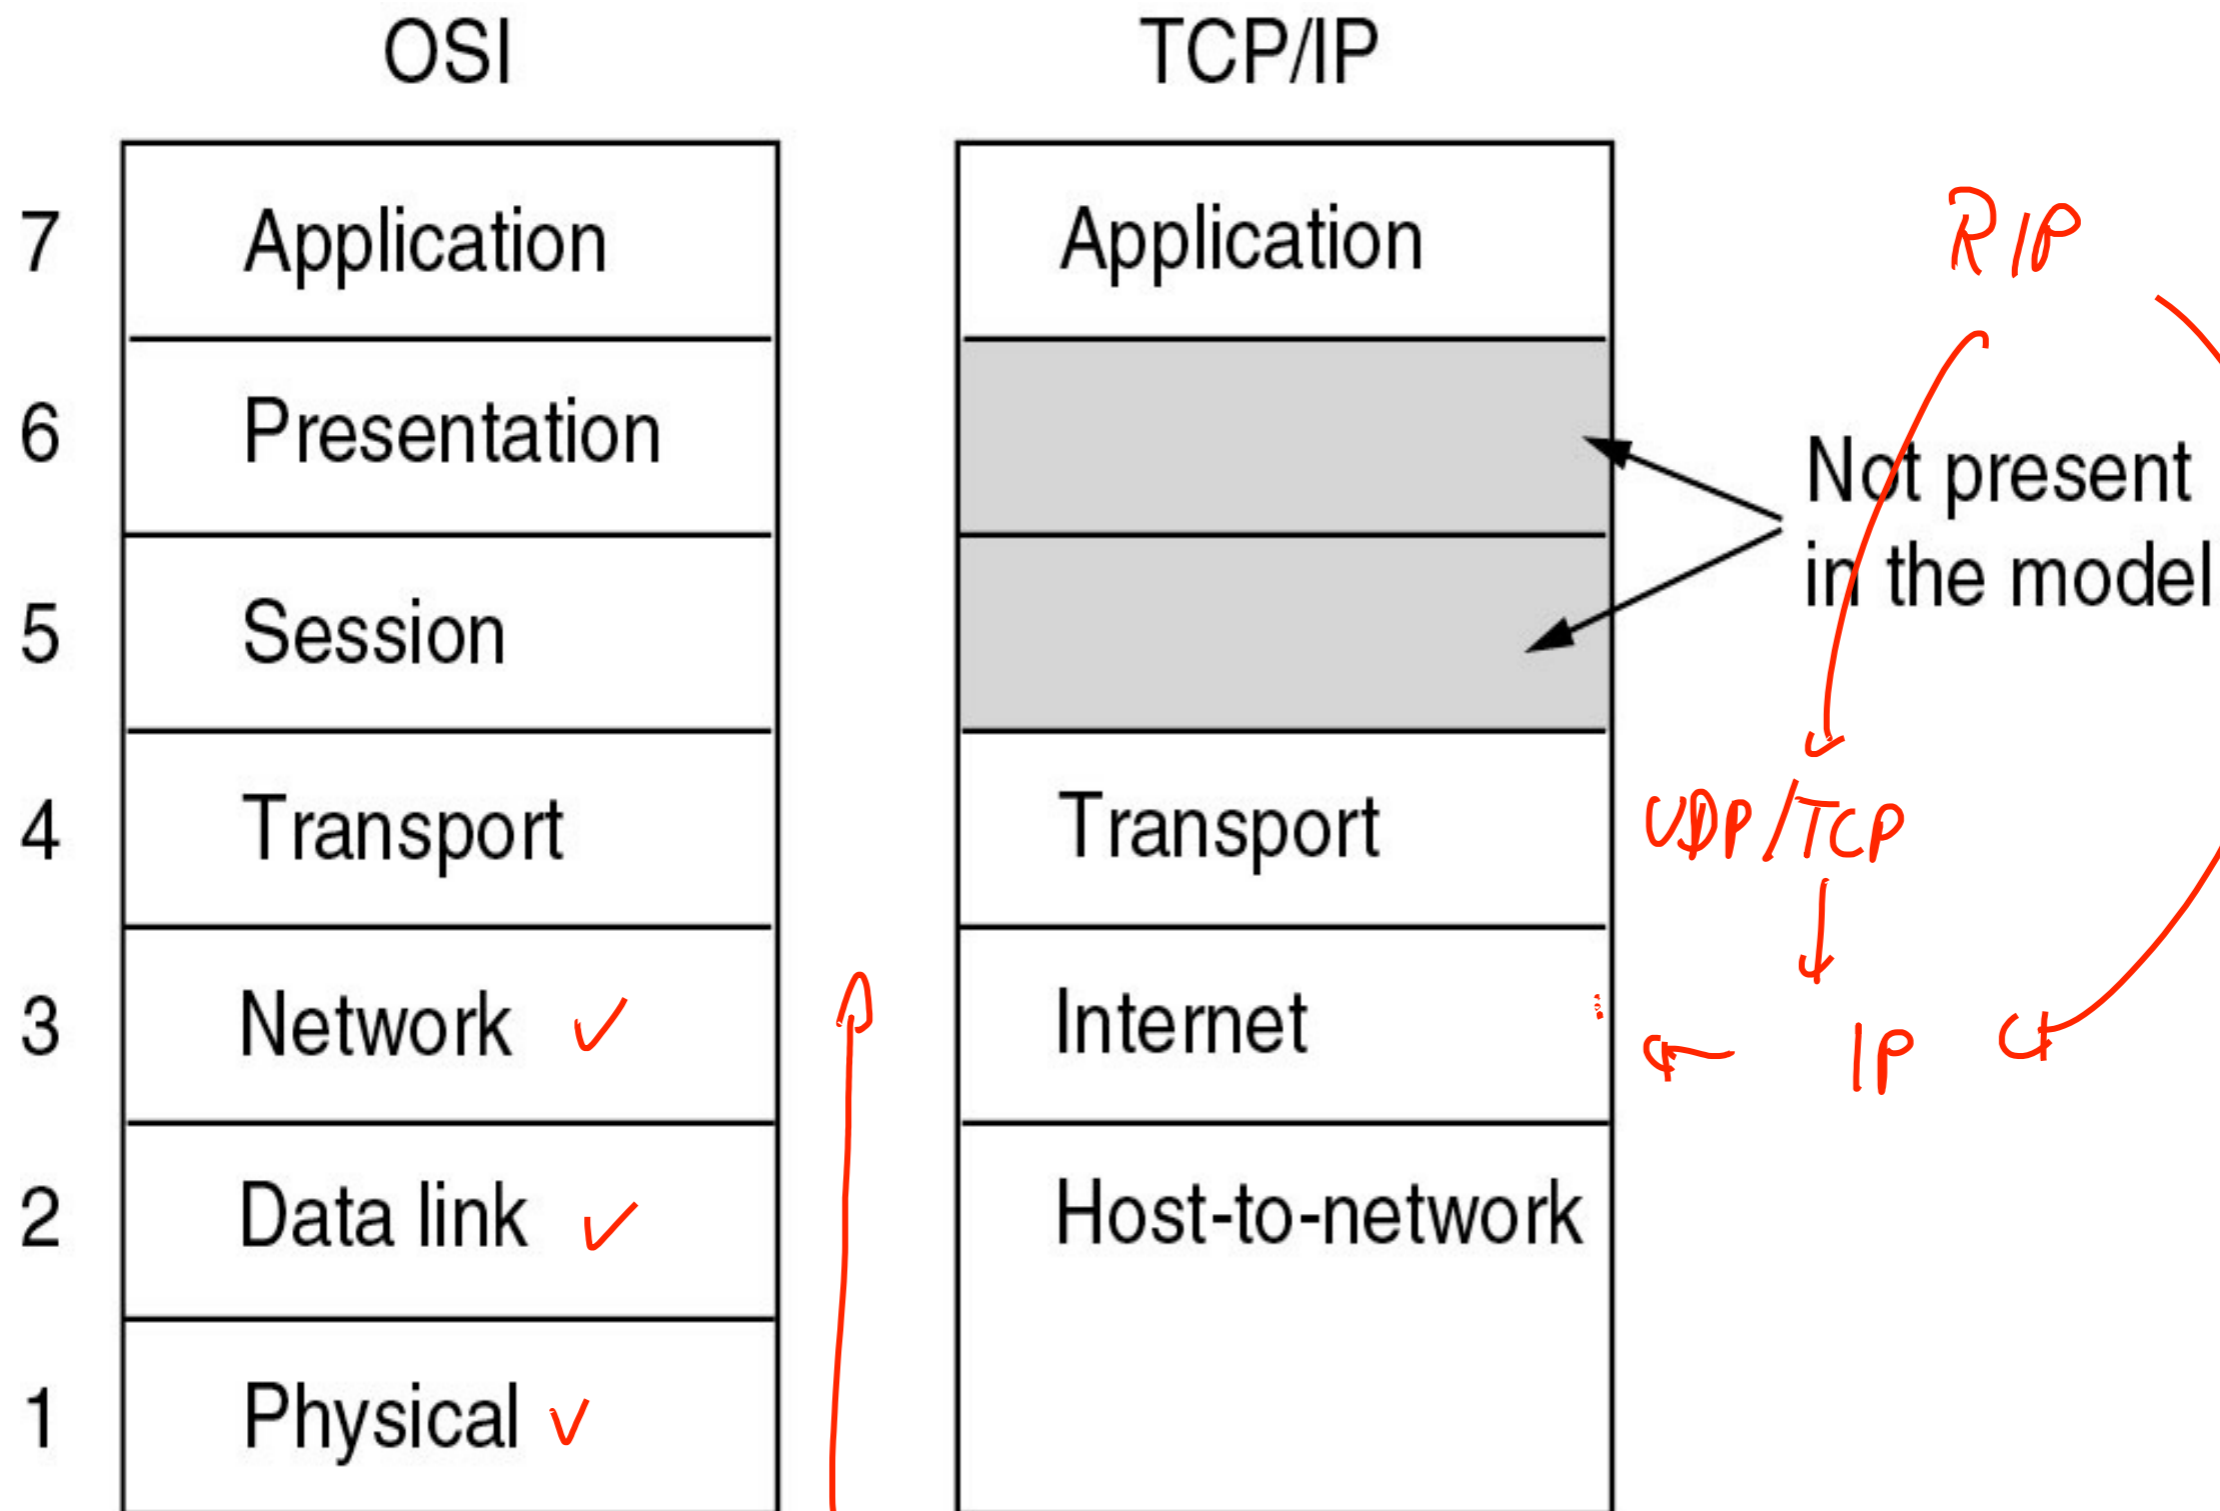 OSI TCP/IP
7 Application Application RIP
6 Presentation Not present
in the model
5 Session
4 Transport Transport UDP/TCP
3 Network Internet IP
2 Data link Host-to-network
1 Physical